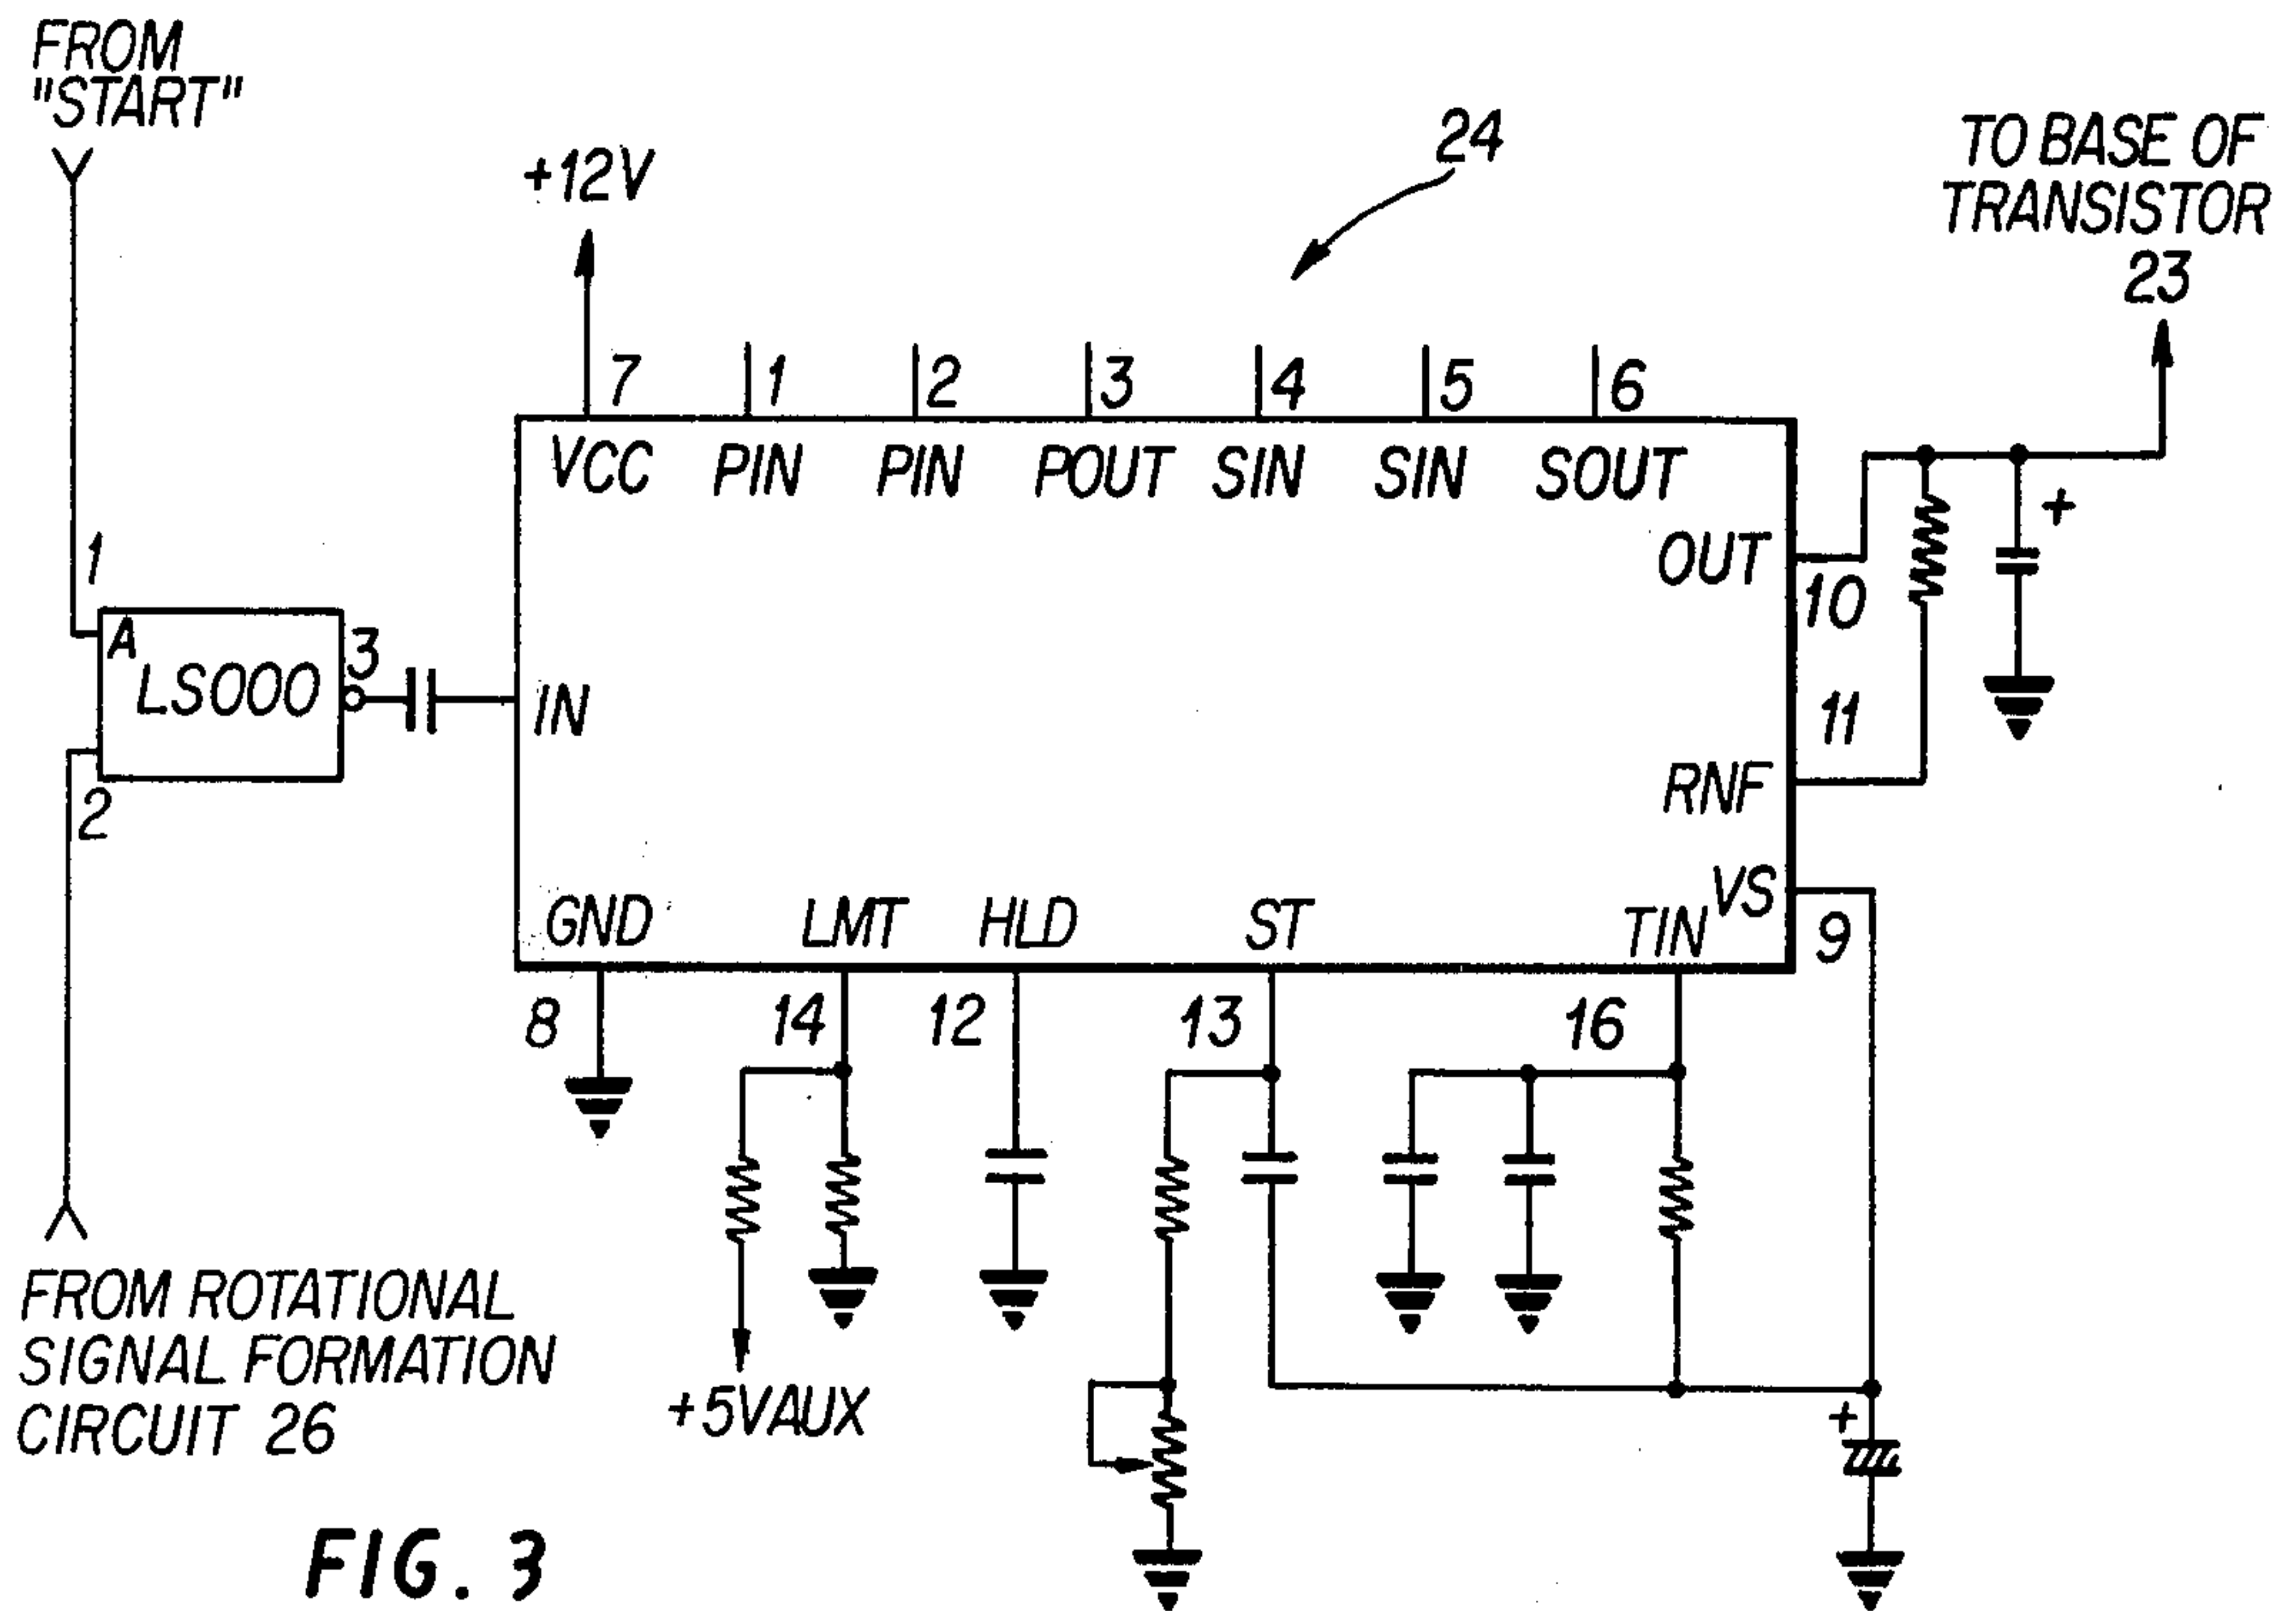 FROM
"START"
+12V
24
TO BASE OF
TRANSISTOR
23
7
1
2
3
4
5
6
VCC
PIN
PIN
POUT
SIN
SIN
SOUT
OUT
10
1
A
LS000
3
2
IN
11
RNF
VS
9
GND
LMT
HLD
ST
TIN
8
14
12
13
16
+
+5VAUX
+
FROM ROTATIONAL
SIGNAL FORMATION
CIRCUIT 26
FIG. 3